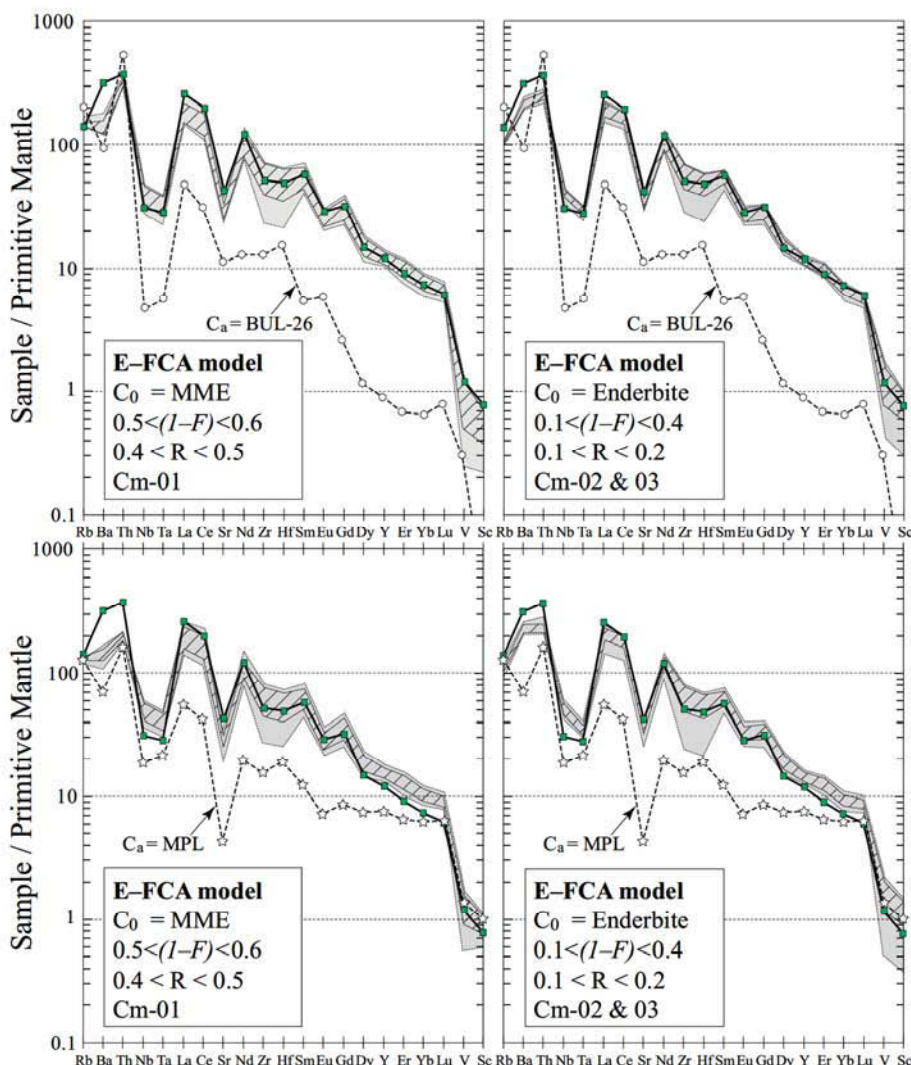 1000
100
10
1
0.1
Sample / Primitive Mantle
Ca = BUL-26
E–FCA model
C0 = MME
0.5<(1–F)<0.6
0.4 < R < 0.5
Cm-01
Rb Ba Th Nb Ta La Ce Sr Nd Zr Hf Sm Eu Gd Dy Y Er Yb Lu V Sc
Ca = BUL-26
E–FCA model
C0 = Enderbite
0.1<(1–F)<0.4
0.1 < R < 0.2
Cm-02 & 03
Rb Ba Th Nb Ta La Ce Sr Nd Zr Hf Sm Eu Gd Dy Y Er Yb Lu V Sc
1000
100
10
1
0.1
Sample / Primitive Mantle
Ca = MPL
E–FCA model
C0 = MME
0.5<(1–F)<0.6
0.4 < R < 0.5
Cm-01
Rb Ba Th Nb Ta La Ce Sr Nd Zr Hf Sm Eu Gd Dy Y Er Yb Lu V Sc
Ca = MPL
E–FCA model
C0 = Enderbite
0.1<(1–F)<0.4
0.1 < R < 0.2
Cm-02 & 03
Rb Ba Th Nb Ta La Ce Sr Nd Zr Hf Sm Eu Gd Dy Y Er Yb Lu V Sc